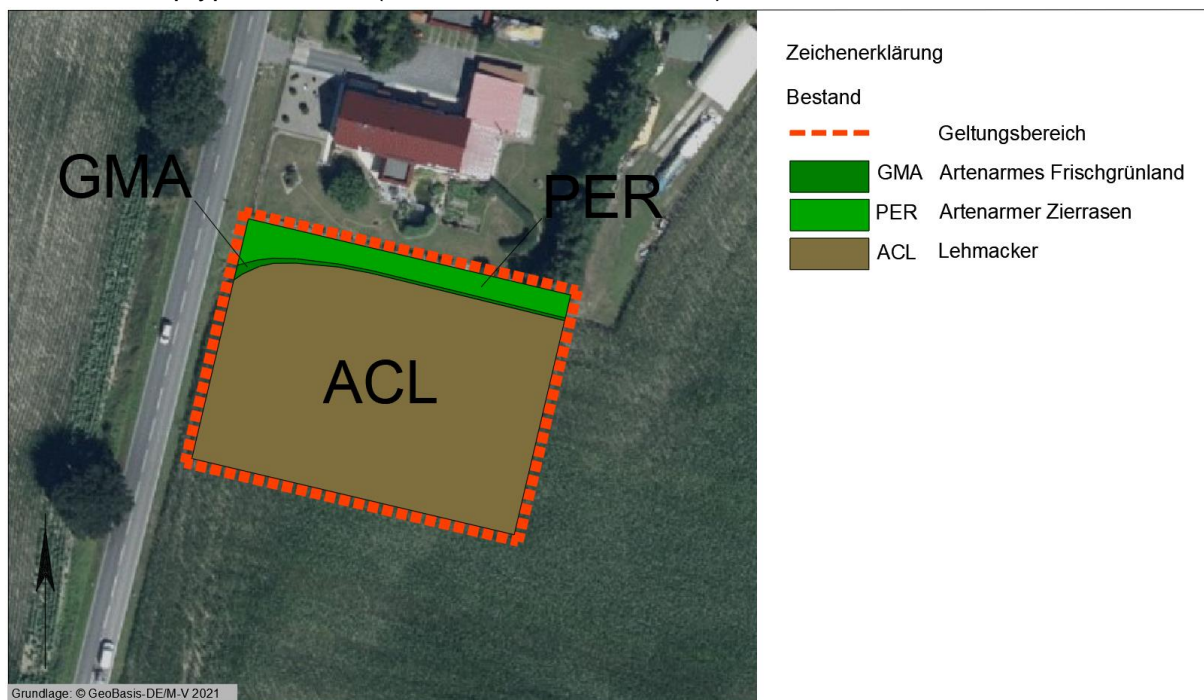 Zeichenerklärung
Bestand
Geltungsbereich
GMA Artenarmes Frischgrünland
PER Artenarmer Zierrasen
ACL Lehmacker
GMA
PER
ACL
Grundlage: © GeoBasis-DE/M-V 2021